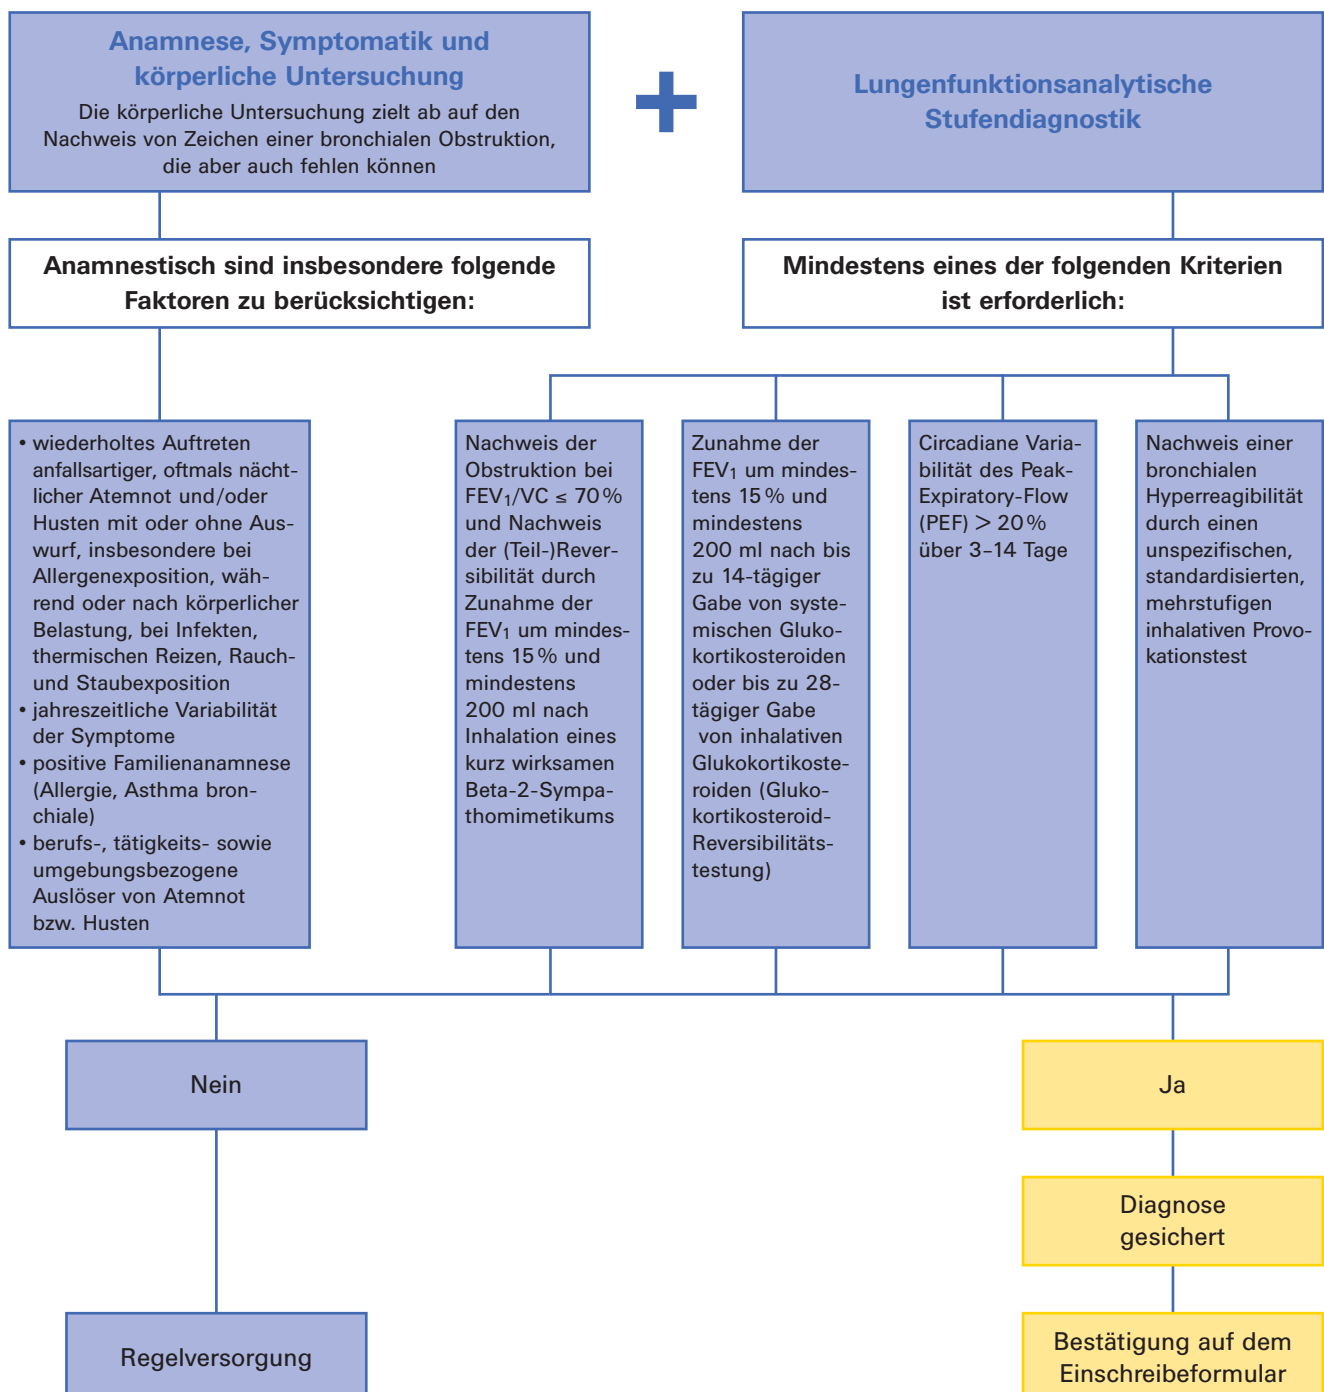 Anamnese, Symptomatik und
körperliche Untersuchung
Die körperliche Untersuchung zielt ab auf den
Nachweis von Zeichen einer bronchialen Obstruktion,
die aber auch fehlen können
+
Lungenfunktionsanalytische
Stufendiagnostik
Anamnestisch sind insbesondere folgende
Faktoren zu berücksichtigen:
Mindestens eines der folgenden Kriterien
ist erforderlich:
• wiederholtes Auftreten
anfallsartiger, oftmals nächt-
licher Atemnot und/oder
Husten mit oder ohne Aus-
wurf, insbesondere bei
Allergenexposition, wäh-
rend oder nach körperlicher
Belastung, bei Infekten,
thermischen Reizen, Rauch-
und Staubexposition
• jahreszeitliche Variabilität
der Symptome
• positive Familienanamnese
(Allergie, Asthma bron-
chiale)
• berufs-, tätigkeits- sowie
umgebungsbezogene
Auslöser von Atemnot
bzw. Husten
Nachweis der
Obstruktion bei
FEV₁/VC ≤ 70 %
und Nachweis
der (Teil-)Rever-
sibilität durch
Zunahme der
FEV₁ um mindes-
tens 15 % und
mindestens
200 ml nach
Inhalation eines
kurz wirksamen
Beta-2-Sympa-
thomimetikums
Zunahme der
FEV₁ um mindes-
tens 15 % und
mindestens
200 ml nach bis
zu 14-tägiger
Gabe von syste-
mischen Gluko-
kortikosteroiden
oder bis zu 28-
tägiger Gabe
von inhalativen
Glukokortikoste-
roiden (Gluko-
kortikosteroid-
Reversibilitäts-
testung)
Circadiane Varia-
bilität des Peak-
Expiratory-Flow
(PEF) > 20 %
über 3–14 Tage
Nachweis einer
bronchialen
Hyperreagibilität
durch einen
unspezifischen,
standardisierten,
mehrstufigen
inhalativen Provo-
kationstest
Nein
Ja
Diagnose
gesichert
Regelversorgung
Bestätigung auf dem
Einschreibeformular